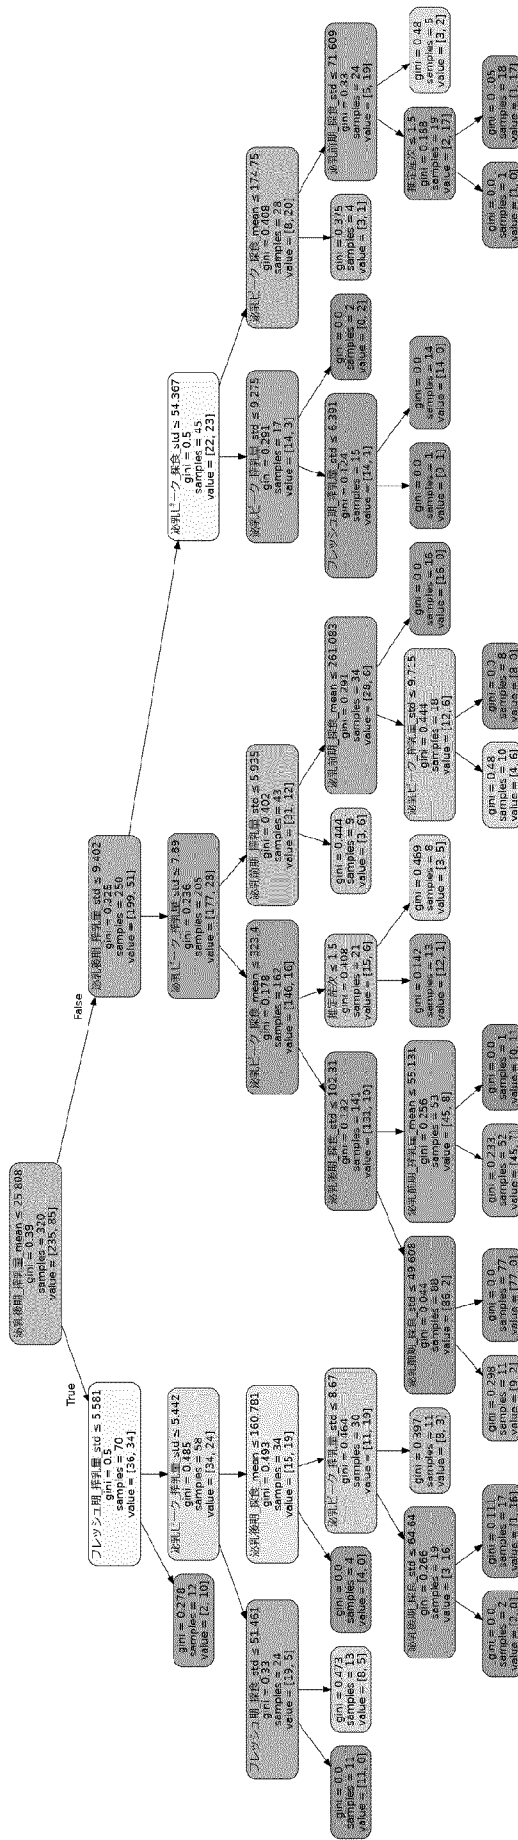 泌乳後期_搾乳量_mean ≤ 25.808
gini = 0.39
samples = 320
value = [235, 85]
True
False
フレッシュ期_搾乳量_std ≤ 5.581
gini = 0.5
samples = 70
value = [36, 34]
泌乳後期_搾乳量_std ≤ 9.402
gini = 0.325
samples = 250
value = [199, 51]
gini = 0.278
samples = 12
value = [2, 10]
泌乳ピーク_搾乳量_std ≤ 5.442
gini = 0.485
samples = 58
value = [34, 24]
泌乳ピーク_搾乳量_std ≤ 7.89
gini = 0.236
samples = 205
value = [177, 28]
泌乳ピーク_採食_std ≤ 54.367
gini = 0.5
samples = 45
value = [22, 23]
フレッシュ期_採食_std ≤ 51.461
gini = 0.33
samples = 24
value = [19, 5]
泌乳後期_採食_mean ≤ 160.781
gini = 0.493
samples = 34
value = [15, 19]
泌乳ピーク_採食_mean ≤ 323.4
gini = 0.178
samples = 162
value = [146, 16]
泌乳前期_搾乳量_std ≤ 5.935
gini = 0.402
samples = 43
value = [31, 12]
泌乳ピーク_搾乳量_std ≤ 9.275
gini = 0.291
samples = 17
value = [14, 3]
泌乳ピーク_採食_mean ≤ 174.75
gini = 0.408
samples = 28
value = [8, 20]
gini = 0.0
samples = 11
value = [11, 0]
gini = 0.473
samples = 13
value = [8, 5]
gini = 0.0
samples = 4
value = [4, 0]
泌乳ピーク_搾乳量_std ≤ 8.67
gini = 0.464
samples = 30
value = [11, 19]
泌乳後期_採食_std ≤ 102.31
gini = 0.132
samples = 141
value = [131, 10]
推定産次 ≤ 1.5
gini = 0.408
samples = 21
value = [15, 6]
gini = 0.444
samples = 9
value = [3, 6]
泌乳前期_採食_mean ≤ 261.083
gini = 0.291
samples = 34
value = [28, 6]
フレッシュ期_搾乳量_std ≤ 6.391
gini = 0.124
samples = 15
value = [14, 1]
gini = 0.0
samples = 2
value = [0, 2]
gini = 0.375
samples = 4
value = [3, 1]
泌乳前期_採食_std ≤ 71.609
gini = 0.33
samples = 24
value = [5, 19]
泌乳後期_採食_std ≤ 64.64
gini = 0.266
samples = 19
value = [3, 16]
gini = 0.397
samples = 11
value = [8, 3]
泌乳前期_採食_std ≤ 49.608
gini = 0.044
samples = 88
value = [86, 2]
泌乳前期_搾乳量_mean ≤ 55.131
gini = 0.256
samples = 53
value = [45, 8]
gini = 0.142
samples = 13
value = [12, 1]
gini = 0.469
samples = 8
value = [3, 5]
泌乳ピーク_搾乳量_std ≤ 9.715
gini = 0.444
samples = 18
value = [12, 6]
gini = 0.0
samples = 16
value = [16, 0]
gini = 0.0
samples = 1
value = [0, 1]
gini = 0.0
samples = 14
value = [14, 0]
推定産次 ≤ 1.5
gini = 0.188
samples = 19
value = [2, 17]
gini = 0.48
samples = 5
value = [3, 2]
gini = 0.0
samples = 2
value = [2, 0]
gini = 0.111
samples = 17
value = [1, 16]
gini = 0.298
samples = 11
value = [9, 2]
gini = 0.0
samples = 77
value = [77, 0]
gini = 0.233
samples = 52
value = [45, 7]
gini = 0.0
samples = 1
value = [0, 1]
gini = 0.48
samples = 10
value = [4, 6]
gini = 0.0
samples = 8
value = [8, 0]
gini = 0.0
samples = 1
value = [1, 0]
gini = 0.105
samples = 18
value = [1, 17]